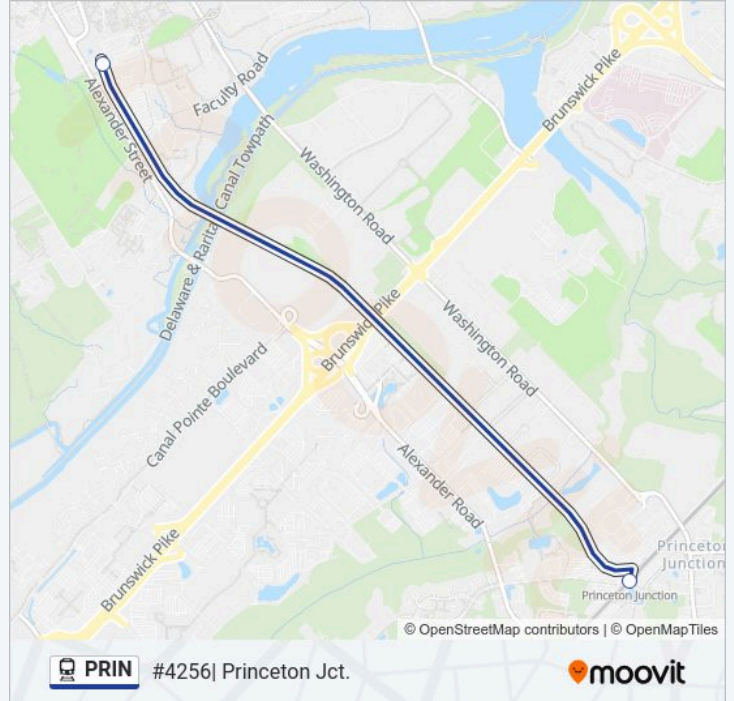 Faculty Road
Brunswick Pike
Alexander Street
Delaware & Raritan Canal Towpath
Washington Road
Brunswick Pike
Washington Road
Canal Pointe Boulevard
Alexander Road
Brunswick Pike
Princeton
Junction
Princeton Junction
© OpenStreetMap contributors | © OpenMapTiles
PRIN #4256| Princeton Jct.
moovit